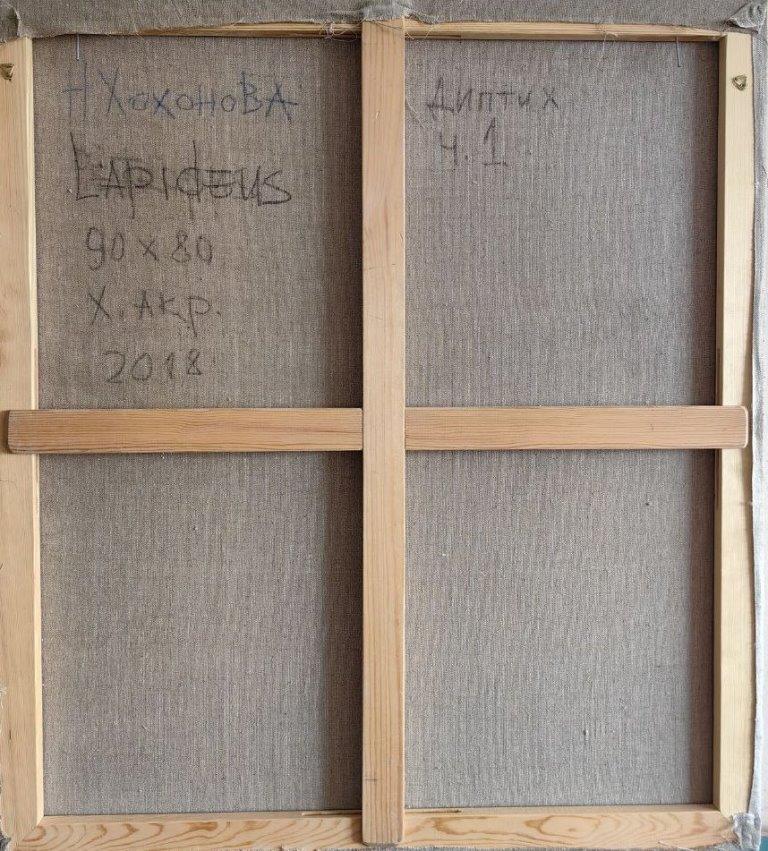 Н ХохоноВА
Lapideus
90 х 80
Х. Акр.
2018
Диптих
ч. 1